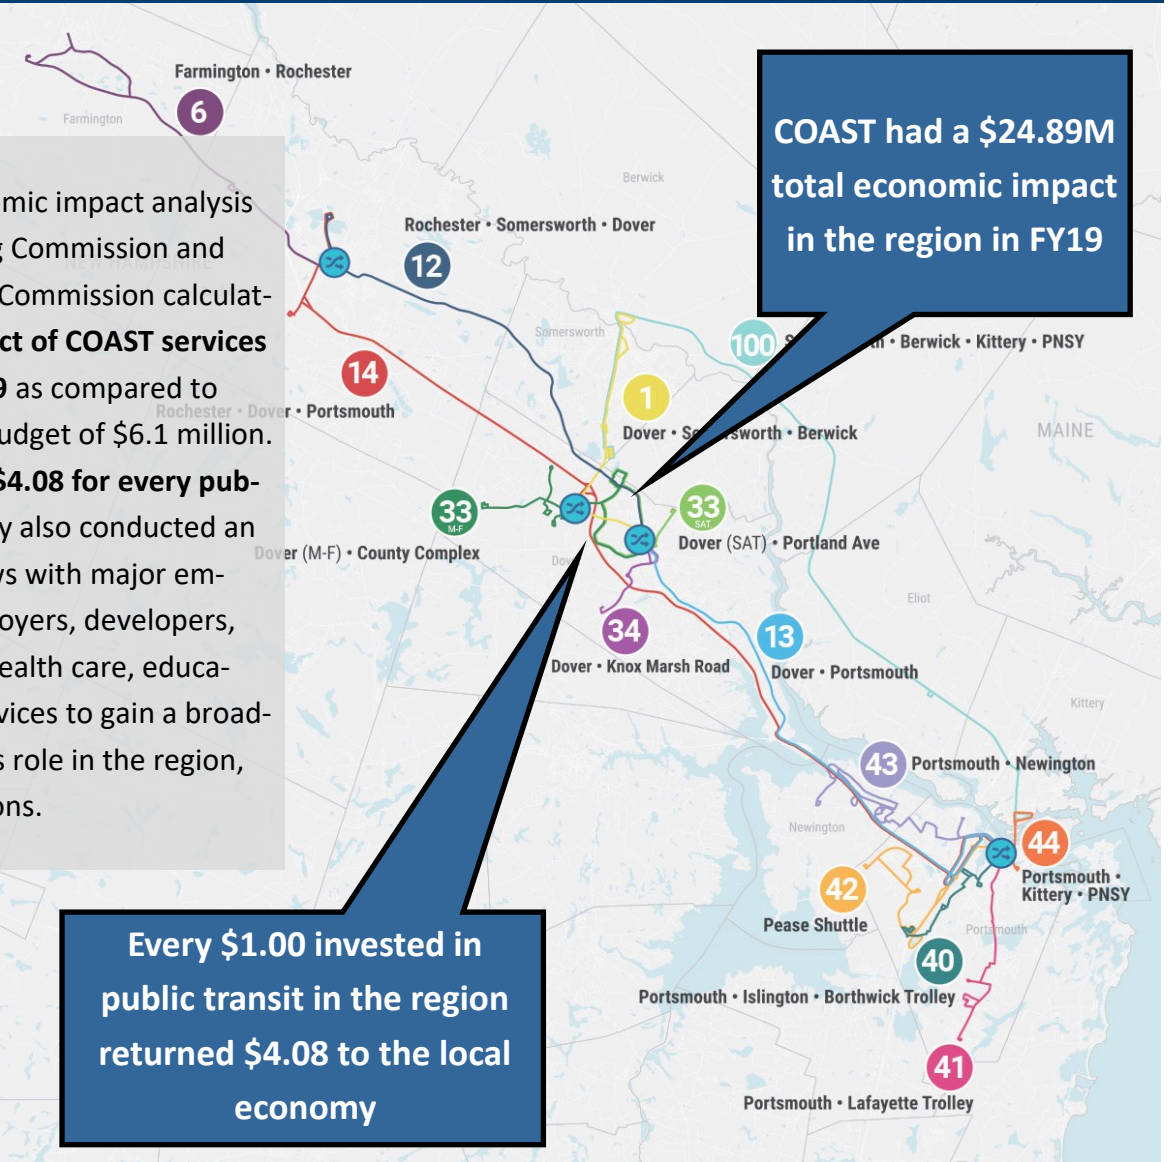 Farmington • Rochester
6
Farmington
COAST had a $24.89M
total economic impact
in the region in FY19
Berwick
omic impact analysis
g Commission and
NEW HAMPSHIRE
Commission calculat-
ct of COAST services
9 as compared to
udget of $6.1 million.
$4.08 for every pub-
y also conducted an
ws with major em-
oyers, developers,
ealth care, educa-
vices to gain a broad-
s role in the region,
ons.
Rochester • Somersworth • Dover
12
Somersworth
100
• Berwick • Kittery • PNSY
14
Rochester • Dover • Portsmouth
1
Dover • Somersworth • Berwick
MAINE
33
M-F
Dover (M-F) • County Complex
33
SAT
Dover (SAT) • Portland Ave
Eliot
34
Dover • Knox Marsh Road
13
Dover • Portsmouth
Kittery
43
Portsmouth • Newington
Newington
44
Portsmouth •
Kittery • PNSY
42
Pease Shuttle
Portsmouth
40
Portsmouth • Islington • Borthwick Trolley
41
Portsmouth • Lafayette Trolley
Every $1.00 invested in
public transit in the region
returned $4.08 to the local
economy